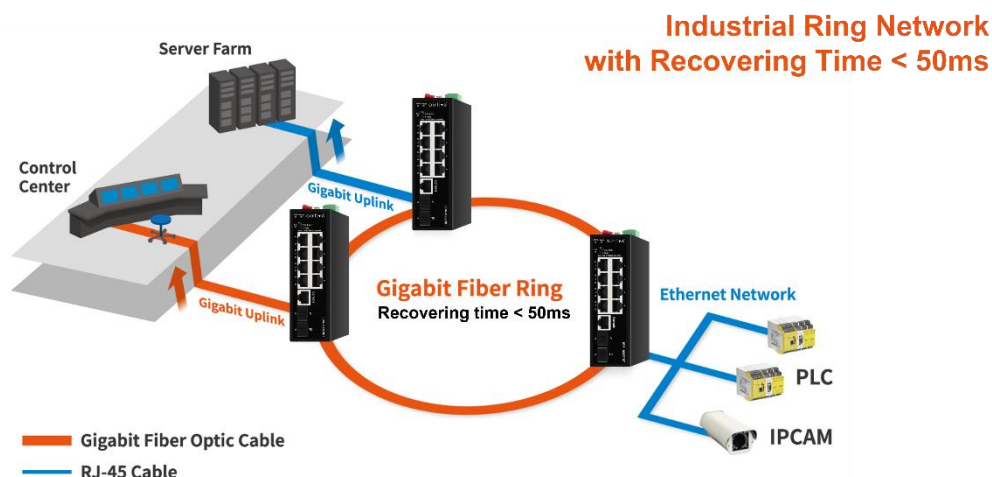 Industrial Ring Network
with Recovering Time < 50ms
Server Farm
Control
Center
Gigabit Uplink
Gigabit Uplink
Gigabit Fiber Ring
Recovering time < 50ms
Ethernet Network
PLC
IPCAM
Gigabit Fiber Optic Cable
RJ-45 Cable